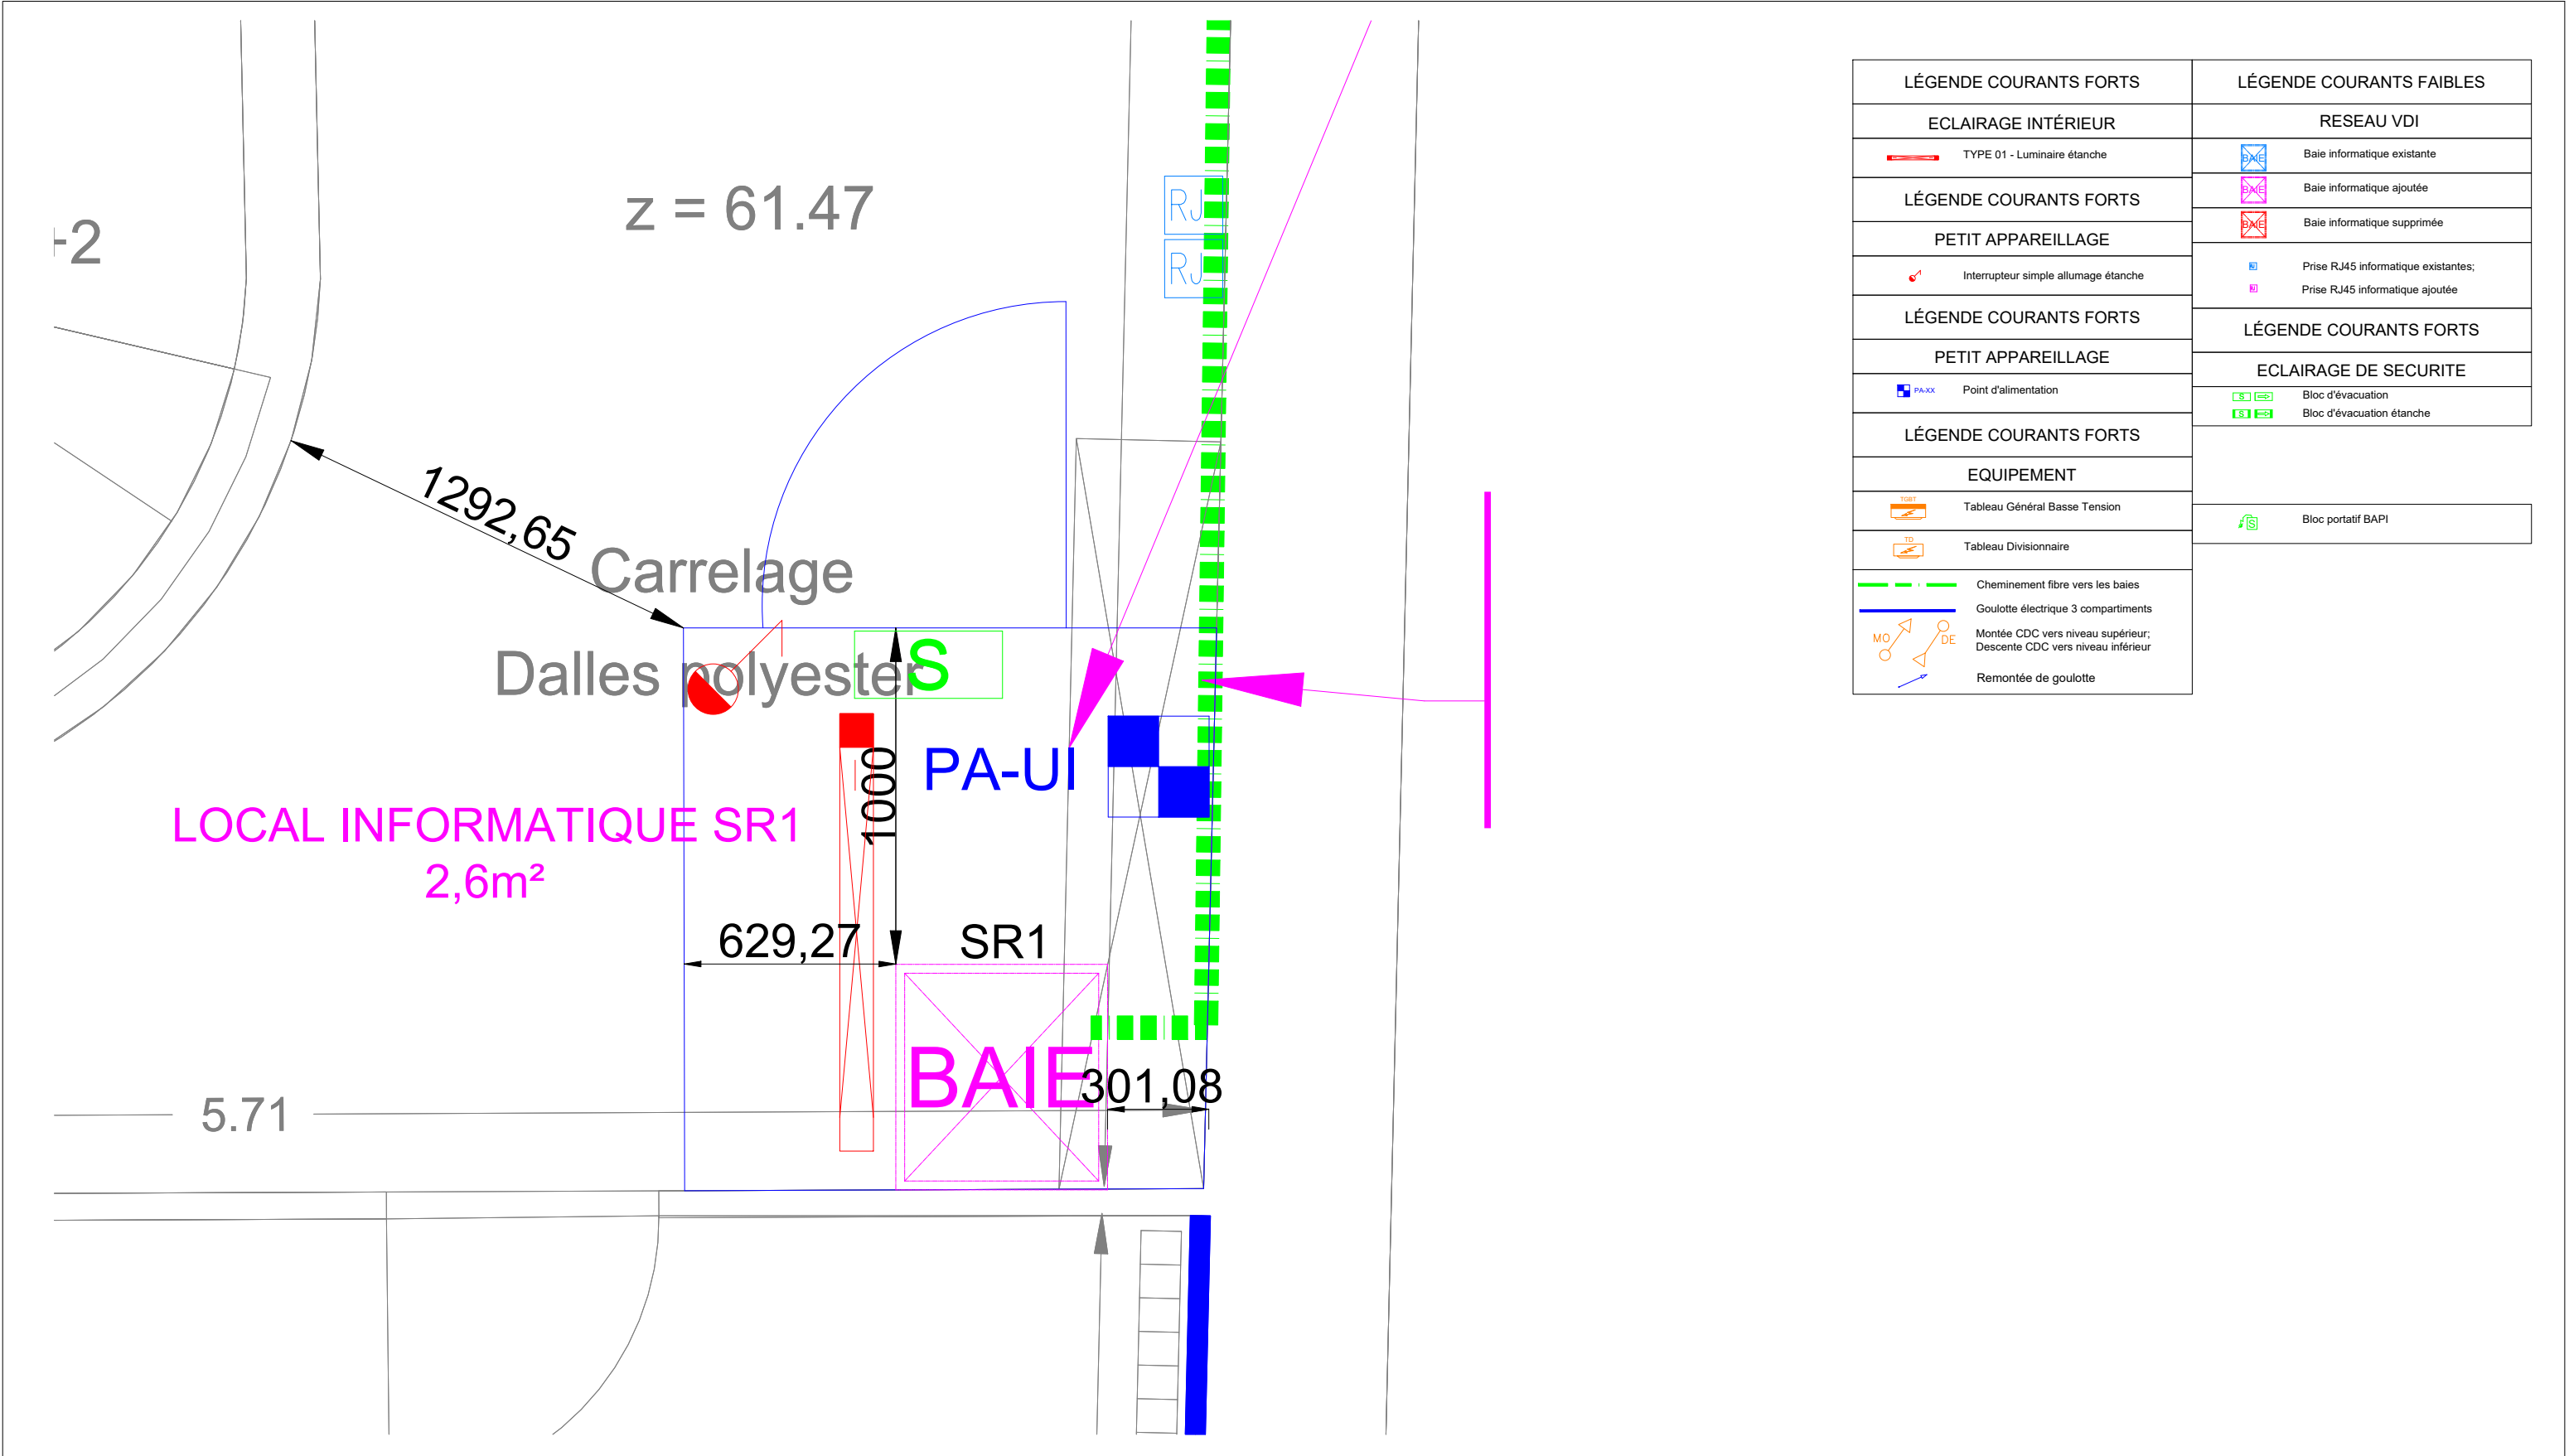 z = 61.47
+2
RJ
RJ
1292,65
Carrelage
Dalles polyester
S
1000
PA-UI
LOCAL INFORMATIQUE SR1
2,6m²
629,27
SR1
BAIE
301,08
5.71
LÉGENDE COURANTS FORTS
ECLAIRAGE INTÉRIEUR
TYPE 01 - Luminaire étanche
LÉGENDE COURANTS FORTS
PETIT APPAREILLAGE
Interrupteur simple allumage étanche
LÉGENDE COURANTS FORTS
PETIT APPAREILLAGE
PA-XX Point d'alimentation
LÉGENDE COURANTS FORTS
EQUIPEMENT
TGBT
Tableau Général Basse Tension
TD
Tableau Divisionnaire
Cheminement fibre vers les baies
Goulotte électrique 3 compartiments
MO DE
Montée CDC vers niveau supérieur;
Descente CDC vers niveau inférieur
Remontée de goulotte
LÉGENDE COURANTS FAIBLES
RESEAU VDI
BAIE Baie informatique existante
BAIE Baie informatique ajoutée
BAIE Baie informatique supprimée
RJ Prise RJ45 informatique existantes;
RJ Prise RJ45 informatique ajoutée
LÉGENDE COURANTS FORTS
ECLAIRAGE DE SECURITE
S Bloc d'évacuation
S Bloc d'évacuation étanche
S Bloc portatif BAPI